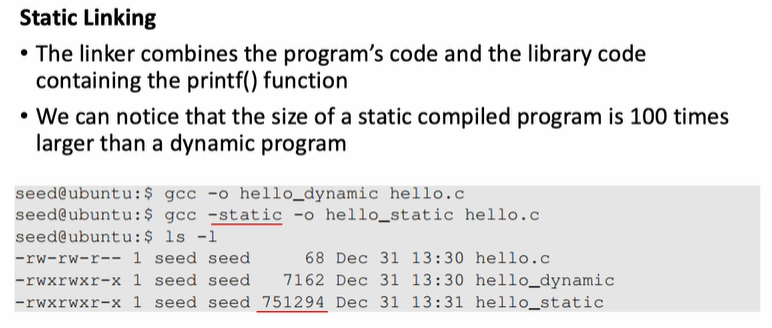 Static Linking
• The linker combines the program's code and the library code
containing the printf() function
• We can notice that the size of a static compiled program is 100 times
larger than a dynamic program
seed@ubuntu:$ gcc -o hello_dynamic hello.c
seed@ubuntu:$ gcc -static -o hello_static hello.c
seed@ubuntu:$ ls -l
-rw-rw-r-- 1 seed seed     68 Dec 31 13:30 hello.c
-rwxrwxr-x 1 seed seed   7162 Dec 31 13:30 hello_dynamic
-rwxrwxr-x 1 seed seed 751294 Dec 31 13:31 hello_static